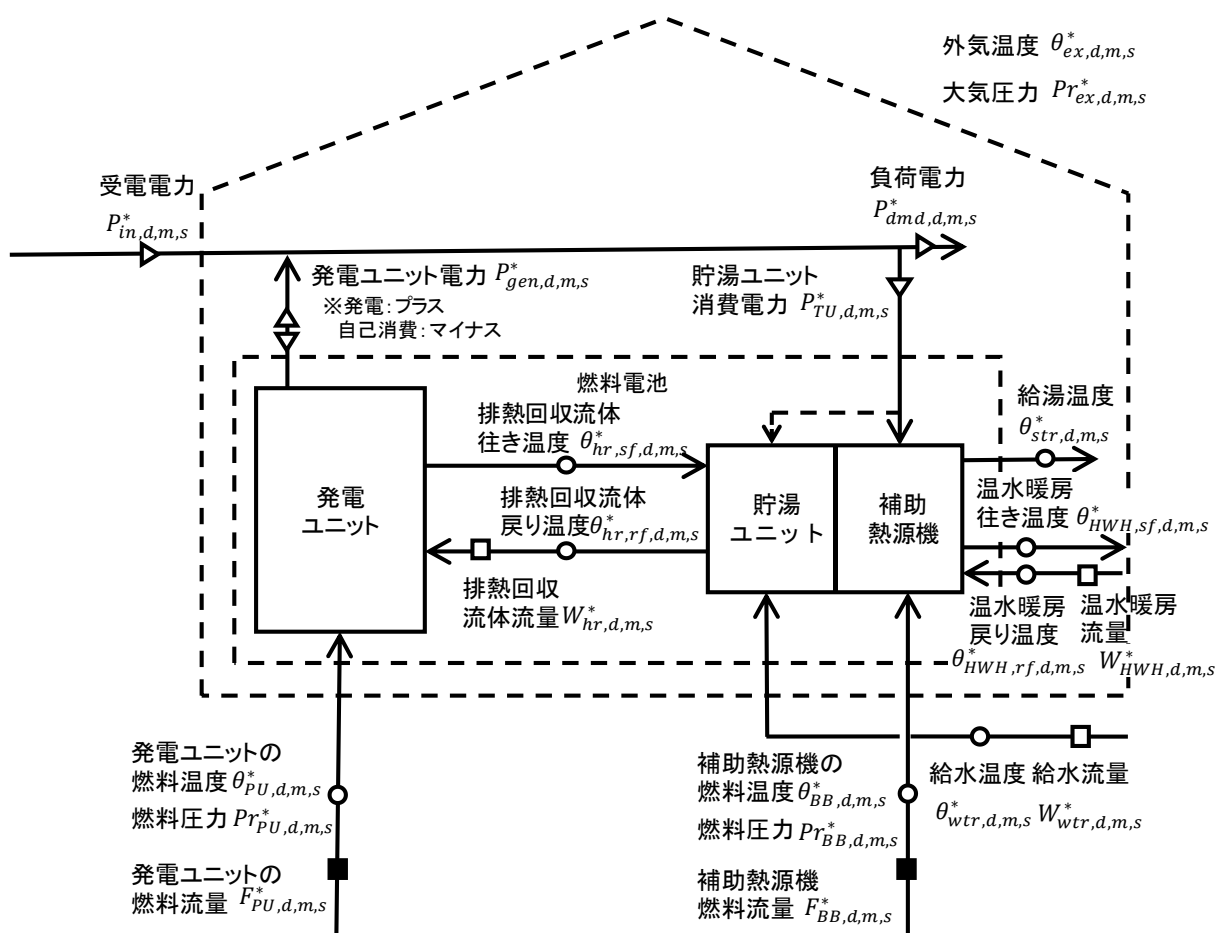 外気温度 θ*ex,d,m,s
大気圧力 Pr*ex,d,m,s
受電電力
P*in,d,m,s
負荷電力
P*dmd,d,m,s
発電ユニット電力 P*gen,d,m,s
※発電：プラス
自己消費：マイナス
貯湯ユニット
消費電力 P*TU,d,m,s
燃料電池
排熱回収流体
往き温度 θ*hr,sf,d,m,s
発電
ユニット
排熱回収流体
戻り温度θ*hr,rf,d,m,s
排熱回収
流体流量W*hr,d,m,s
貯湯
ユニット
補助
熱源機
給湯温度
θ*str,d,m,s
温水暖房
往き温度 θ*HWH,sf,d,m,s
温水暖房
戻り温度
θ*HWH,rf,d,m,s
温水暖房
流量
W*HWH,d,m,s
発電ユニットの
燃料温度θ*PU,d,m,s
燃料圧力 Pr*PU,d,m,s
発電ユニットの
燃料流量 F*PU,d,m,s
補助熱源機の
燃料温度θ*BB,d,m,s
燃料圧力 Pr*BB,d,m,s
補助熱源機
燃料流量 F*BB,d,m,s
給水温度 給水流量
θ*wtr,d,m,s W*wtr,d,m,s